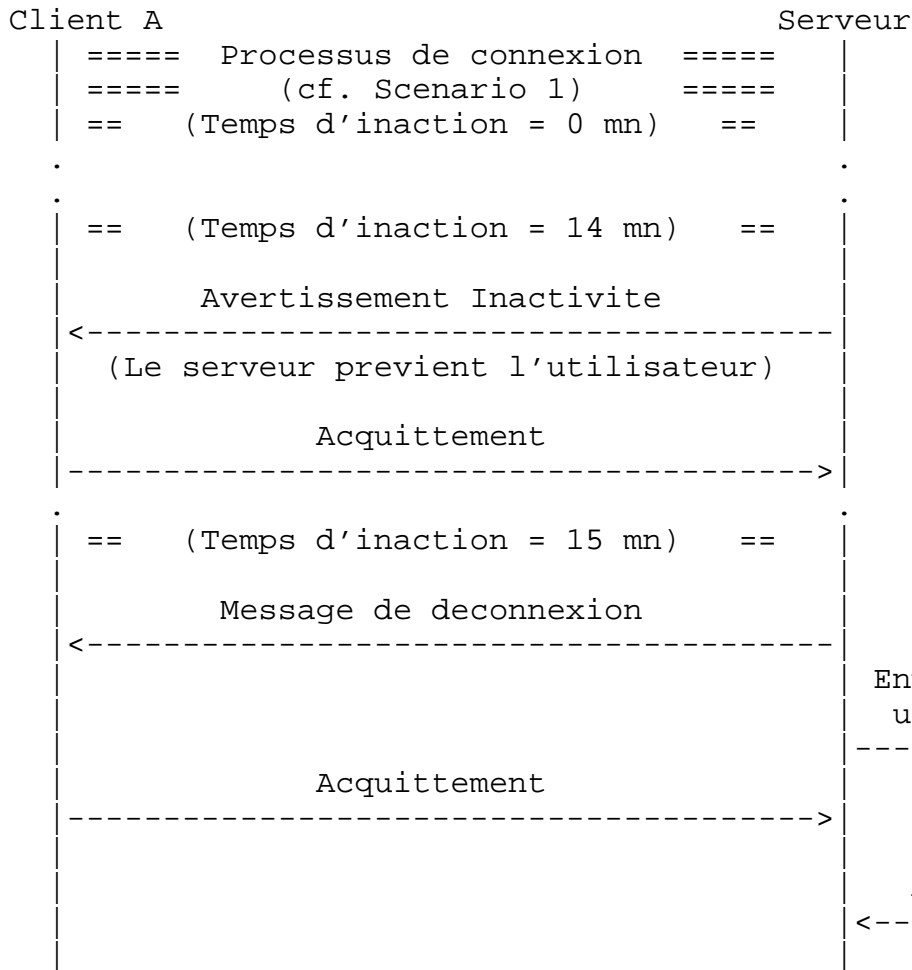 Client A Serveur
===== Processus de connexion =====
===== (cf. Scenario 1) =====
== (Temps d'inaction = 0 mn) ==
== (Temps d'inaction = 14 mn) ==
Avertissement Inactivite
<---------------------------------------
(Le serveur previent l'utilisateur)
Acquittement
--------------------------------------->
== (Temps d'inaction = 15 mn) ==
Message de deconnexion
<---------------------------------------
Acquittement
--------------------------------------->